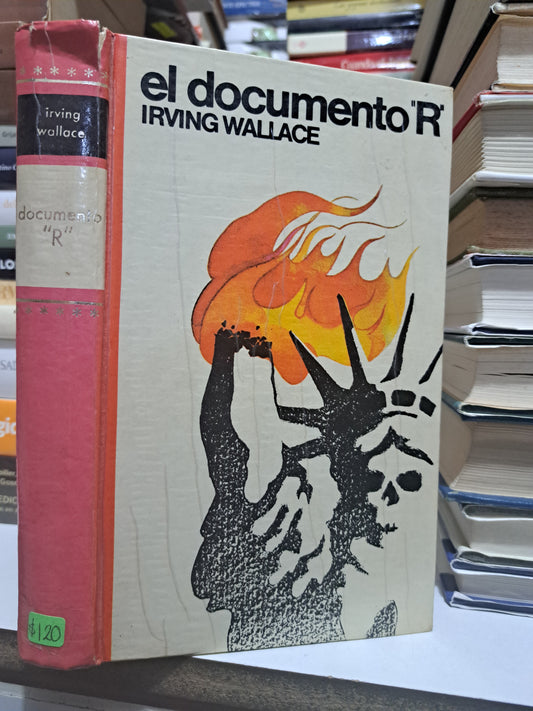 el documento "R"
IRVING WALLACE
irving
wallace
documento
"R"
$120